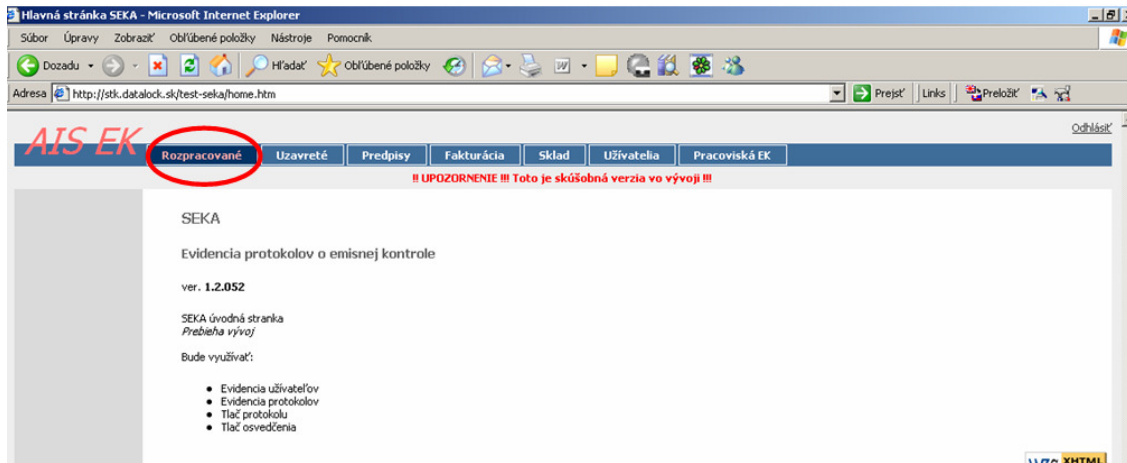 Hlavná stránka SEKA - Microsoft Internet Explorer
Súbor Úpravy Zobraziť Obľúbené položky Nástroje Pomocník
Dozadu Hľadať Obľúbené položky
Adresa http://stk.datalock.sk/test-seka/home.htm Prejsť Links Preložiť
Odhlásiť
AIS EK
Rozpracované Uzavreté Predpisy Fakturácia Sklad Užívatelia Pracoviská EK
!! UPOZORNENIE !!! Toto je skúšobná verzia vo vývoji !!!
SEKA
Evidencia protokolov o emisnej kontrole
ver. 1.2.052
SEKA úvodná stranka
Prebieha vývoj
Bude využívať:
Evidencia užívateľov
Evidencia protokolov
Tlač protokolu
Tlač osvedčenia
XHTML